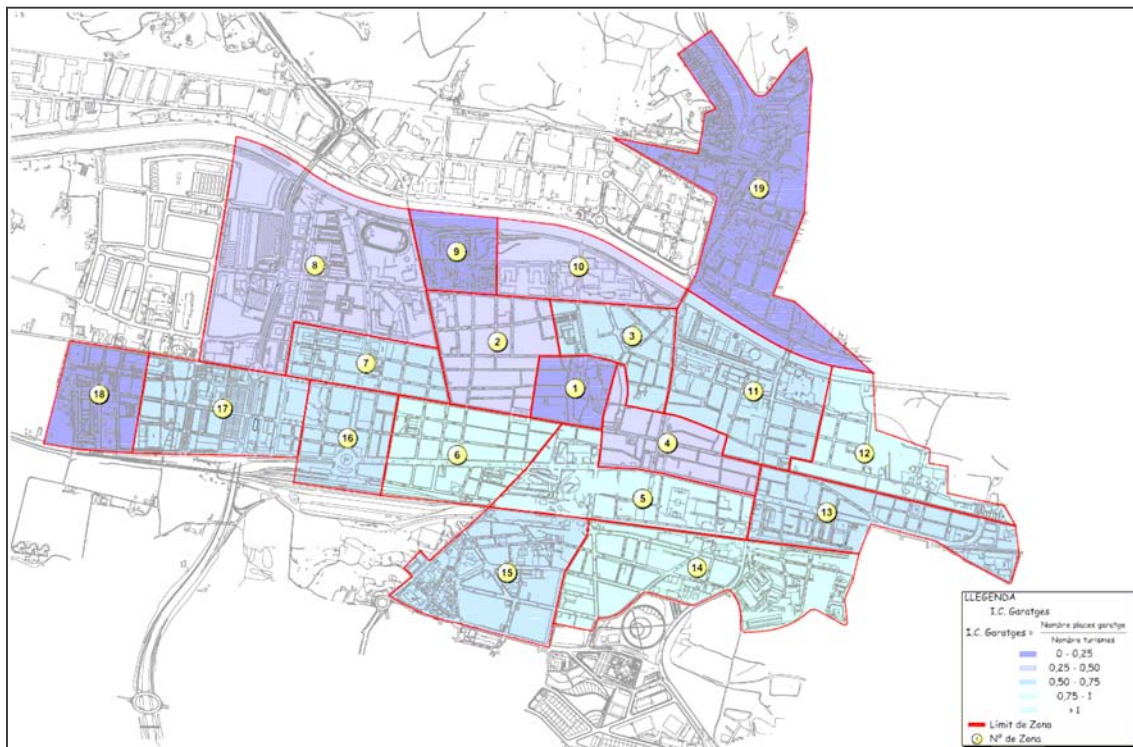 19
9
8
10
2
3
7
1
11
18
17
16
4
6
12
5
13
14
15
LLEGENDA
I.C. Garatges
I.C. Garatges = Nombre places garatge
Nombre turismes
0 - 0,25
0,25 - 0,50
0,50 - 0,75
0,75 - 1
> 1
Límit de Zona
Nº de Zona